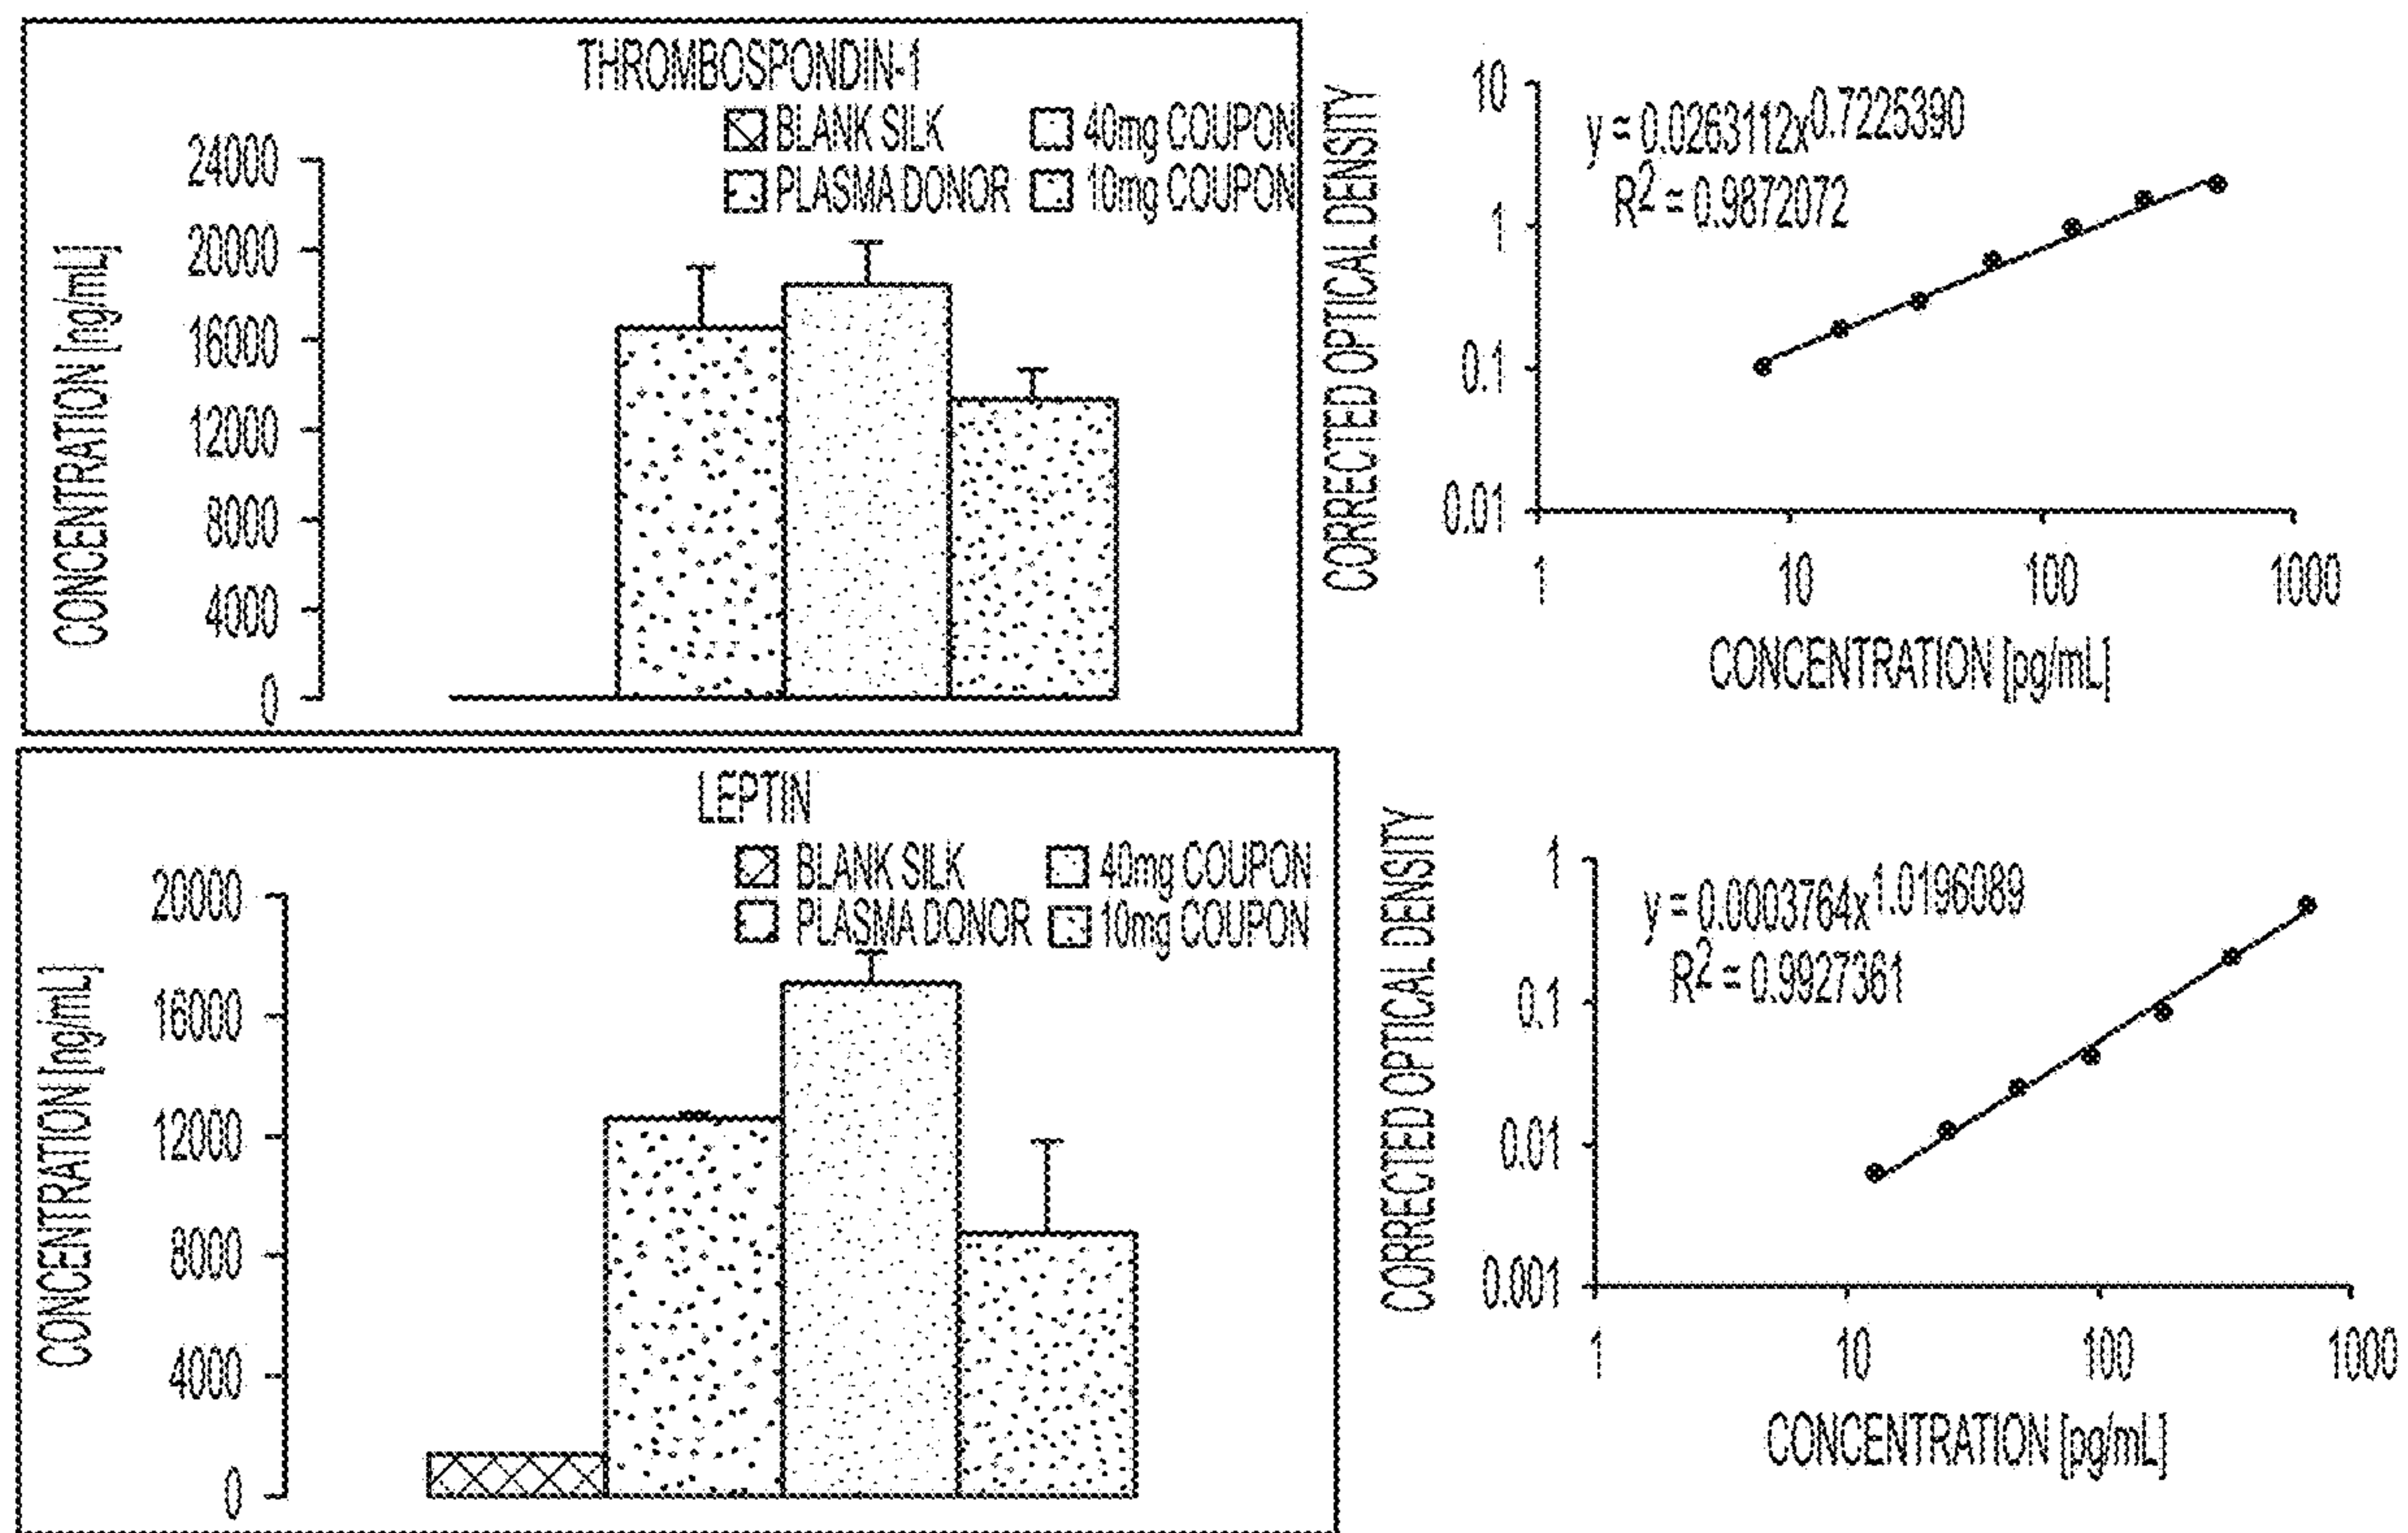 THROMBOSPONDIN-1
BLANK SILK
40mg COUPON
PLASMA DONOR
10mg COUPON
CONCENTRATION [ng/mL]
24000
20000
16000
12000
8000
4000
0
CORRECTED OPTICAL DENSITY
10
1
0.1
0.01
y = 0.0263112x^0.7225390
R² = 0.9872072
1
10
100
1000
CONCENTRATION [pg/mL]
LEPTIN
BLANK SILK
40mg COUPON
PLASMA DONOR
10mg COUPON
CONCENTRATION [ng/mL]
20000
16000
12000
8000
4000
0
CORRECTED OPTICAL DENSITY
1
0.1
0.01
0.001
y = 0.0003764x^1.0196089
R² = 0.9927361
1
10
100
1000
CONCENTRATION [pg/mL]